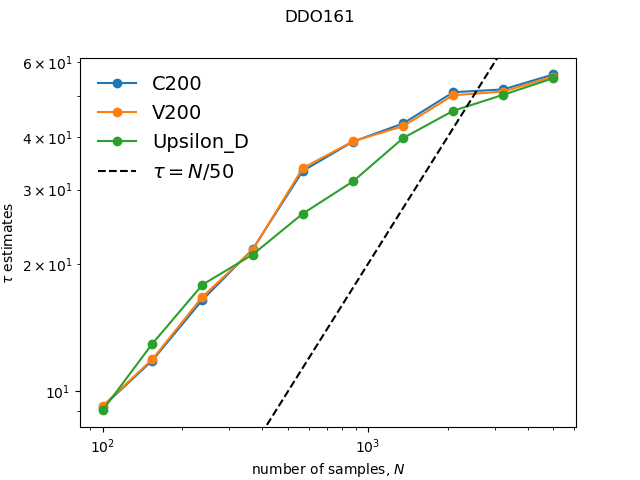 DDO161
6 × 10¹
4 × 10¹
3 × 10¹
2 × 10¹
10¹
τ estimates
C200
V200
Upsilon_D
τ = N/50
10² 10³
number of samples, N